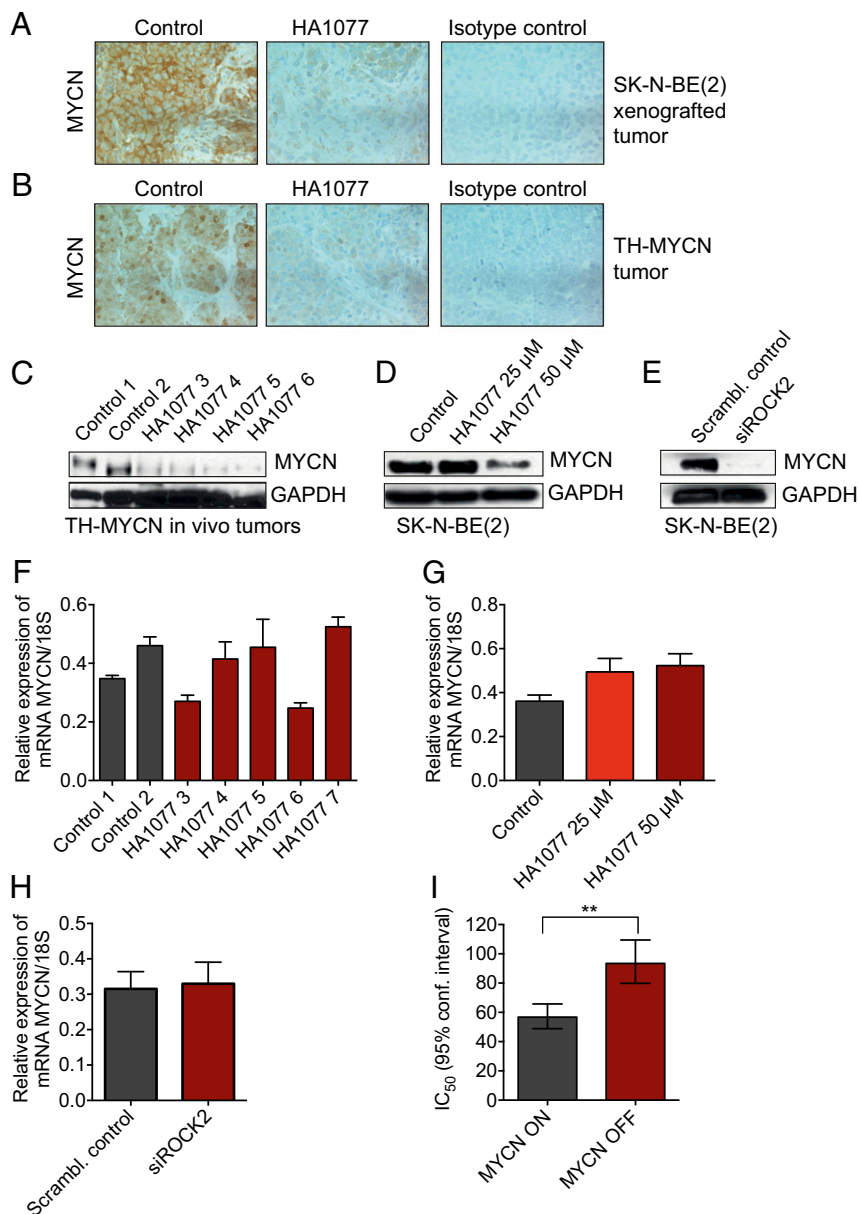 A
Control
HA1077
Isotype control
MYCN
SK-N-BE(2)
xenografted
tumor
B
Control
HA1077
Isotype control
MYCN
TH-MYCN
tumor
C
Control 1
Control 2
HA1077 3
HA1077 4
HA1077 5
HA1077 6
MYCN
GAPDH
TH-MYCN in vivo tumors
D
Control
HA1077 25 µM
HA1077 50 µM
MYCN
GAPDH
SK-N-BE(2)
E
Scrambl. control
siROCK2
MYCN
GAPDH
SK-N-BE(2)
F
Relative expression of
mRNA MYCN/18S
0.6
0.4
0.2
0.0
Control 1
Control 2
HA1077 3
HA1077 4
HA1077 5
HA1077 6
HA1077 7
G
Relative expression of
mRNA MYCN/18S
0.8
0.6
0.4
0.2
0.0
Control
HA1077 25 µM
HA1077 50 µM
H
Relative expression of
mRNA MYCN/18S
0.5
0.4
0.3
0.2
0.1
0.0
Scrambl. control
siROCK2
I
IC50 (95% conf. interval)
120
100
80
60
40
20
0
**
MYCN ON
MYCN OFF